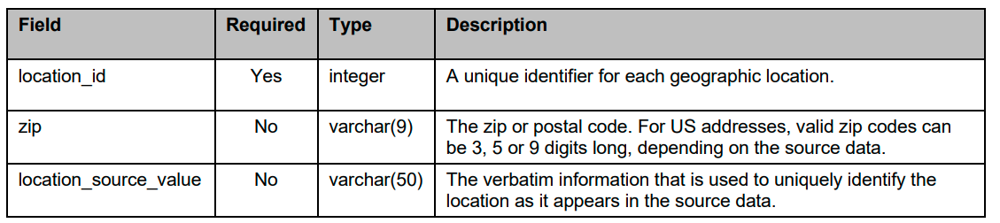 Field Required Type Description
location_id Yes integer A unique identifier for each geographic location.
zip No varchar(9) The zip or postal code. For US addresses, valid zip codes can
be 3, 5 or 9 digits long, depending on the source data.
location_source_value No varchar(50) The verbatim information that is used to uniquely identify the
location as it appears in the source data.